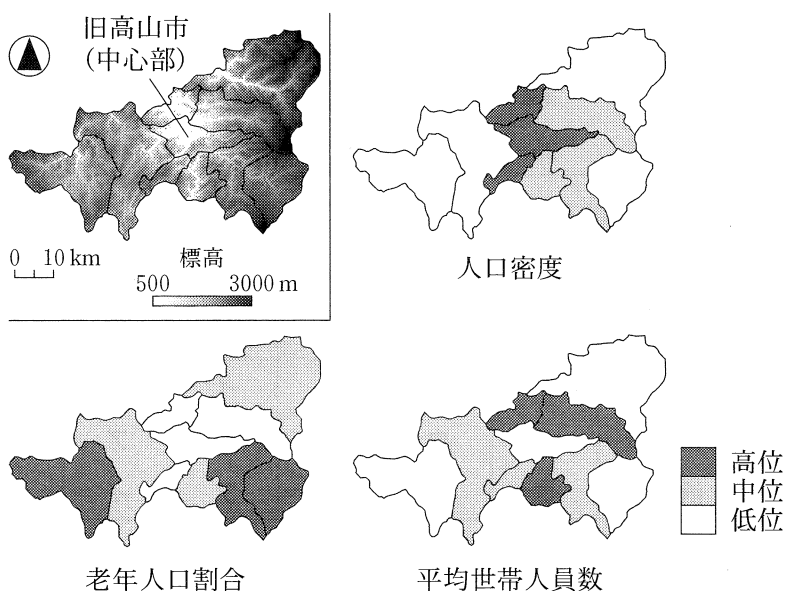 旧高山市
(中心部)
0 10 km
標高
500 3000 m
人口密度
老年人口割合
平均世帯人員数
高位
中位
低位